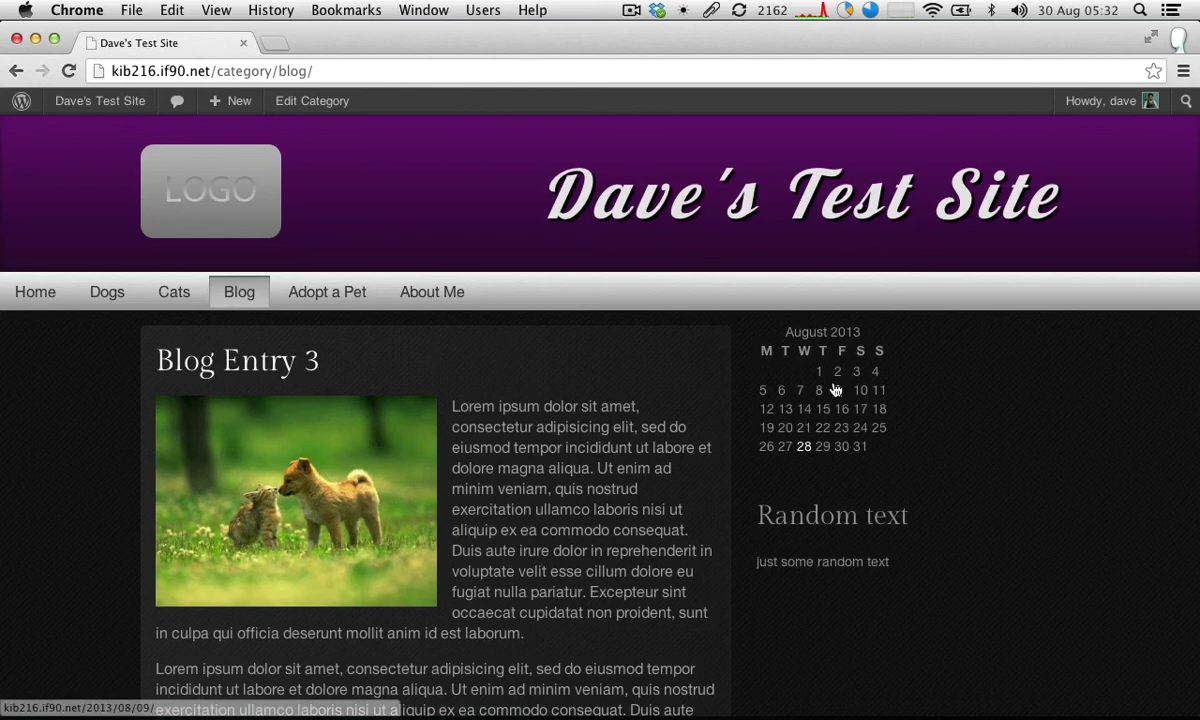 Chrome File Edit View History Bookmarks Window Users Help 2162 30 Aug 05:32
Dave's Test Site
kib216.if90.net/category/blog/
Dave's Test Site New Edit Category Howdy, dave
LOGO
Dave's Test Site
Home Dogs Cats Blog Adopt a Pet About Me
Blog Entry 3
Lorem ipsum dolor sit amet,
consectetur adipisicing elit, sed do
eiusmod tempor incididunt ut labore et
dolore magna aliqua. Ut enim ad
minim veniam, quis nostrud
exercitation ullamco laboris nisi ut
aliquip ex ea commodo consequat.
Duis aute irure dolor in reprehenderit in
voluptate velit esse cillum dolore eu
fugiat nulla pariatur. Excepteur sint
occaecat cupidatat non proident, sunt
in culpa qui officia deserunt mollit anim id est laborum.
Lorem ipsum dolor sit amet, consectetur adipisicing elit, sed do eiusmod tempor
incididunt ut labore et dolore magna aliqua. Ut enim ad minim veniam, quis nostrud
exercitation ullamco laboris nisi ut aliquip ex ea commodo consequat. Duis aute
August 2013
M T W T F S S
1 2 3 4
5 6 7 8 10 11
12 13 14 15 16 17 18
19 20 21 22 23 24 25
26 27 28 29 30 31
Random text
just some random text
kib216.if90.net/2013/08/09/